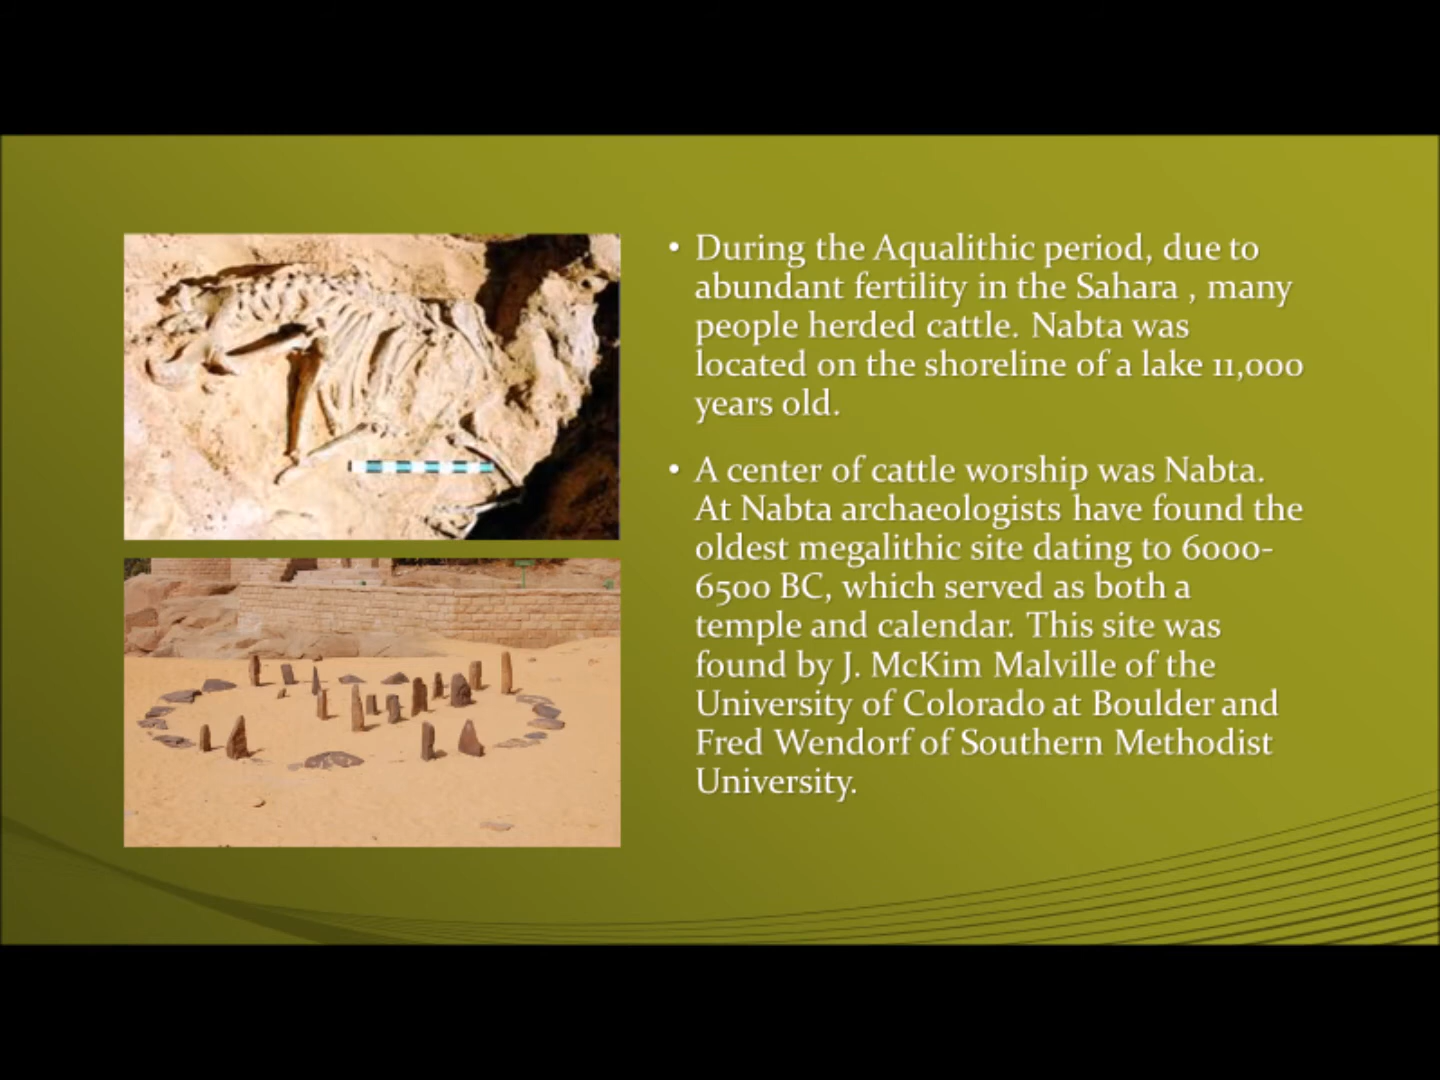 • During the Aqualithic period, due to
abundant fertility in the Sahara , many
people herded cattle. Nabta was
located on the shoreline of a lake 11,000
years old.
• A center of cattle worship was Nabta.
At Nabta archaeologists have found the
oldest megalithic site dating to 6000-
6500 BC, which served as both a
temple and calendar. This site was
found by J. McKim Malville of the
University of Colorado at Boulder and
Fred Wendorf of Southern Methodist
University.